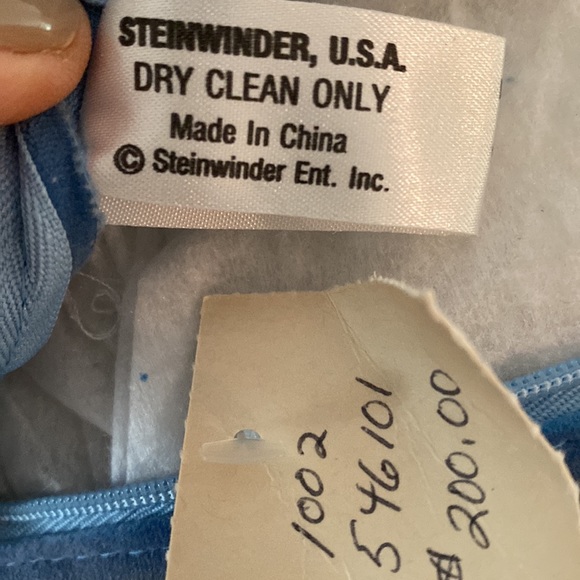 STEINWINDER, U.S.A.
DRY CLEAN ONLY
Made In China
© Steinwinder Ent. Inc.
1002
546101
$ 200.00